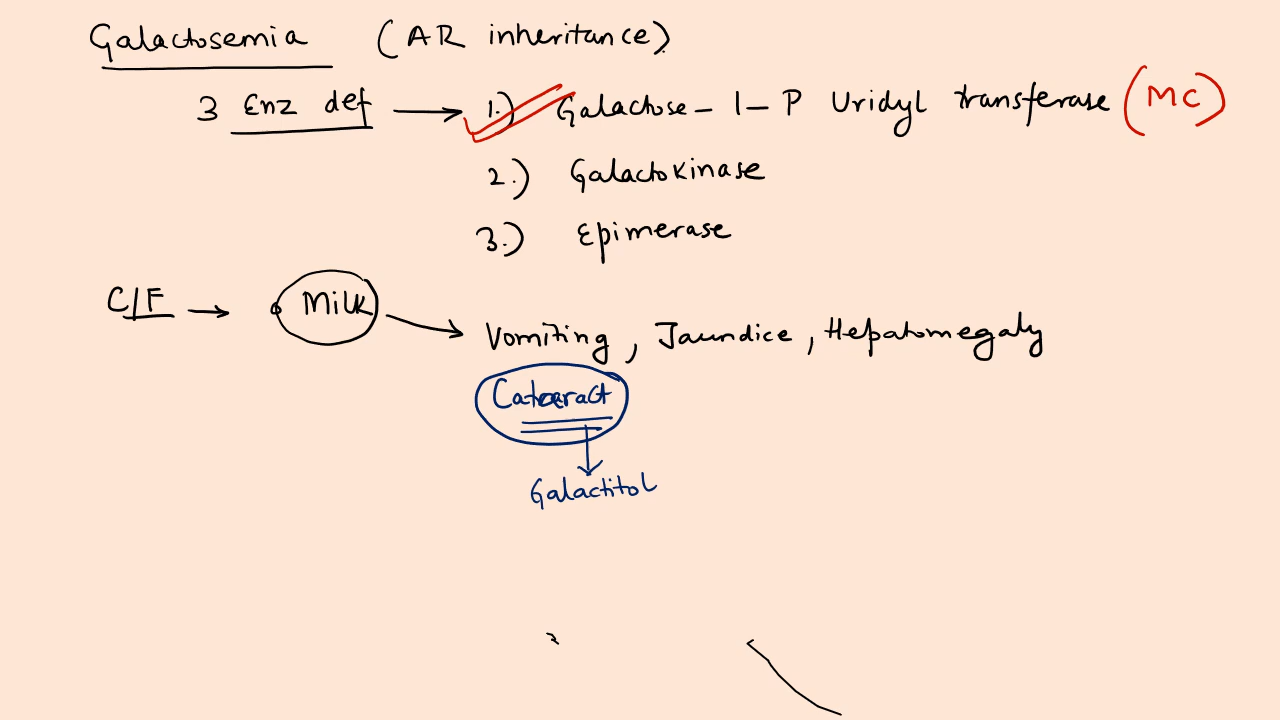 Galactosemia (AR inheritance)
3 Enz def → 1.) Galactose - 1 - P Uridyl transferase (MC)
2.) Galactokinase
3.) Epimerase
C/F → Milk → Vomiting, Jaundice, Hepatomegaly
Cataract
Galactitol